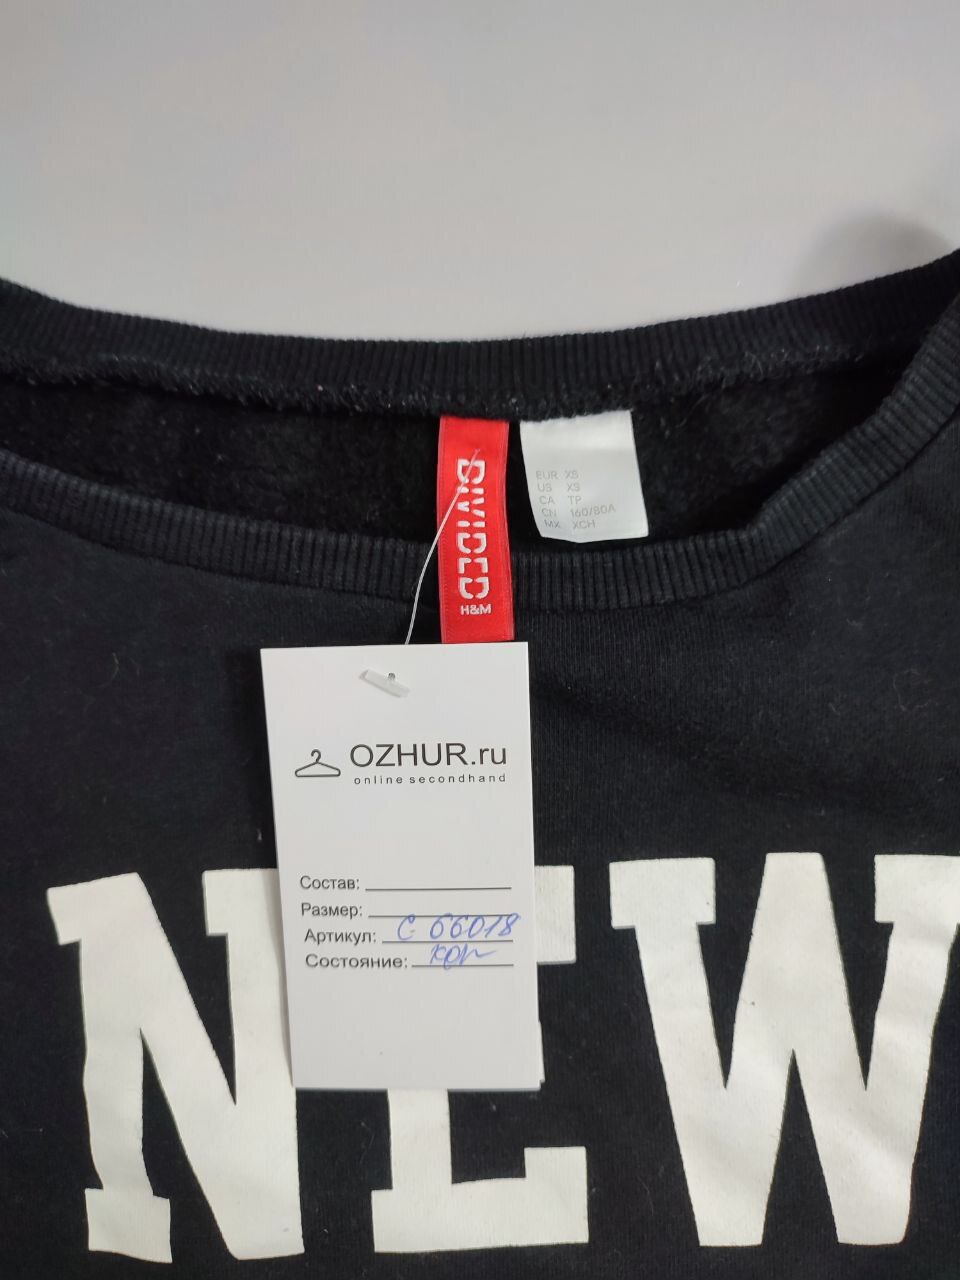 DIVIDED
H&M
EUR XS
US XS
CA TP
CN 160/80A
MX XCH
OZHUR.ru
online secondhand
Состав:
Размер:
Артикул: С 66018
Состояние: хор
NEW